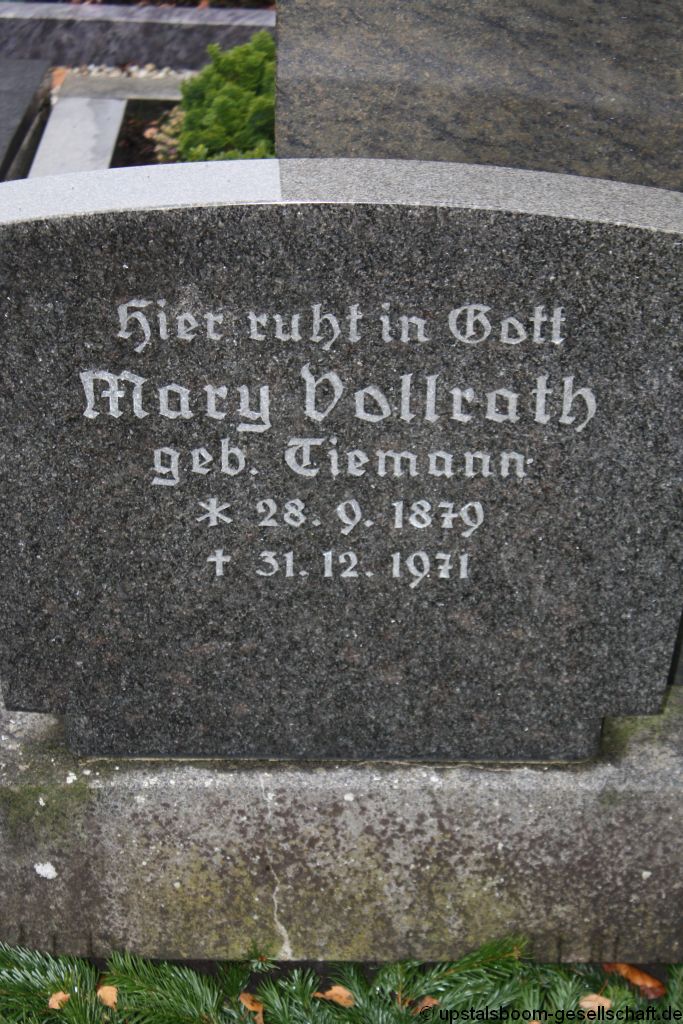 Hier ruht in Gott
Mary Vollrath
geb. Tiemann
* 28. 9. 1879
† 31. 12. 1971
© upstalsboom-gesellschaft.de